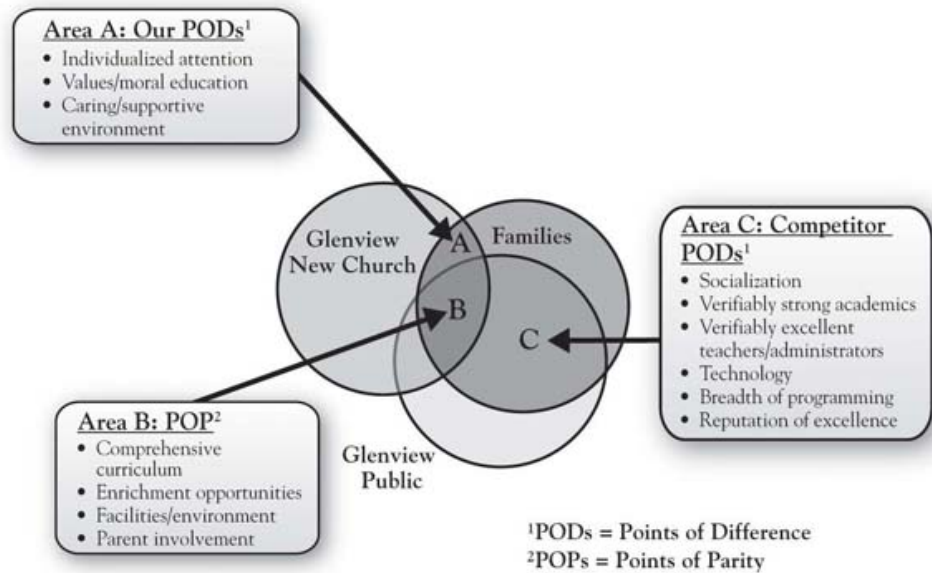 Area A: Our PODs¹
• Individualized attention
• Values/moral education
• Caring/supportive
environment
Glenview
New Church
A
Families
B
C
Area C: Competitor
PODs¹
• Socialization
• Verifiably strong academics
• Verifiably excellent
teachers/administrators
• Technology
• Breadth of programming
• Reputation of excellence
Area B: POP²
• Comprehensive
curriculum
• Enrichment opportunities
• Facilities/environment
• Parent involvement
Glenview
Public
¹PODs = Points of Difference
²POPs = Points of Parity